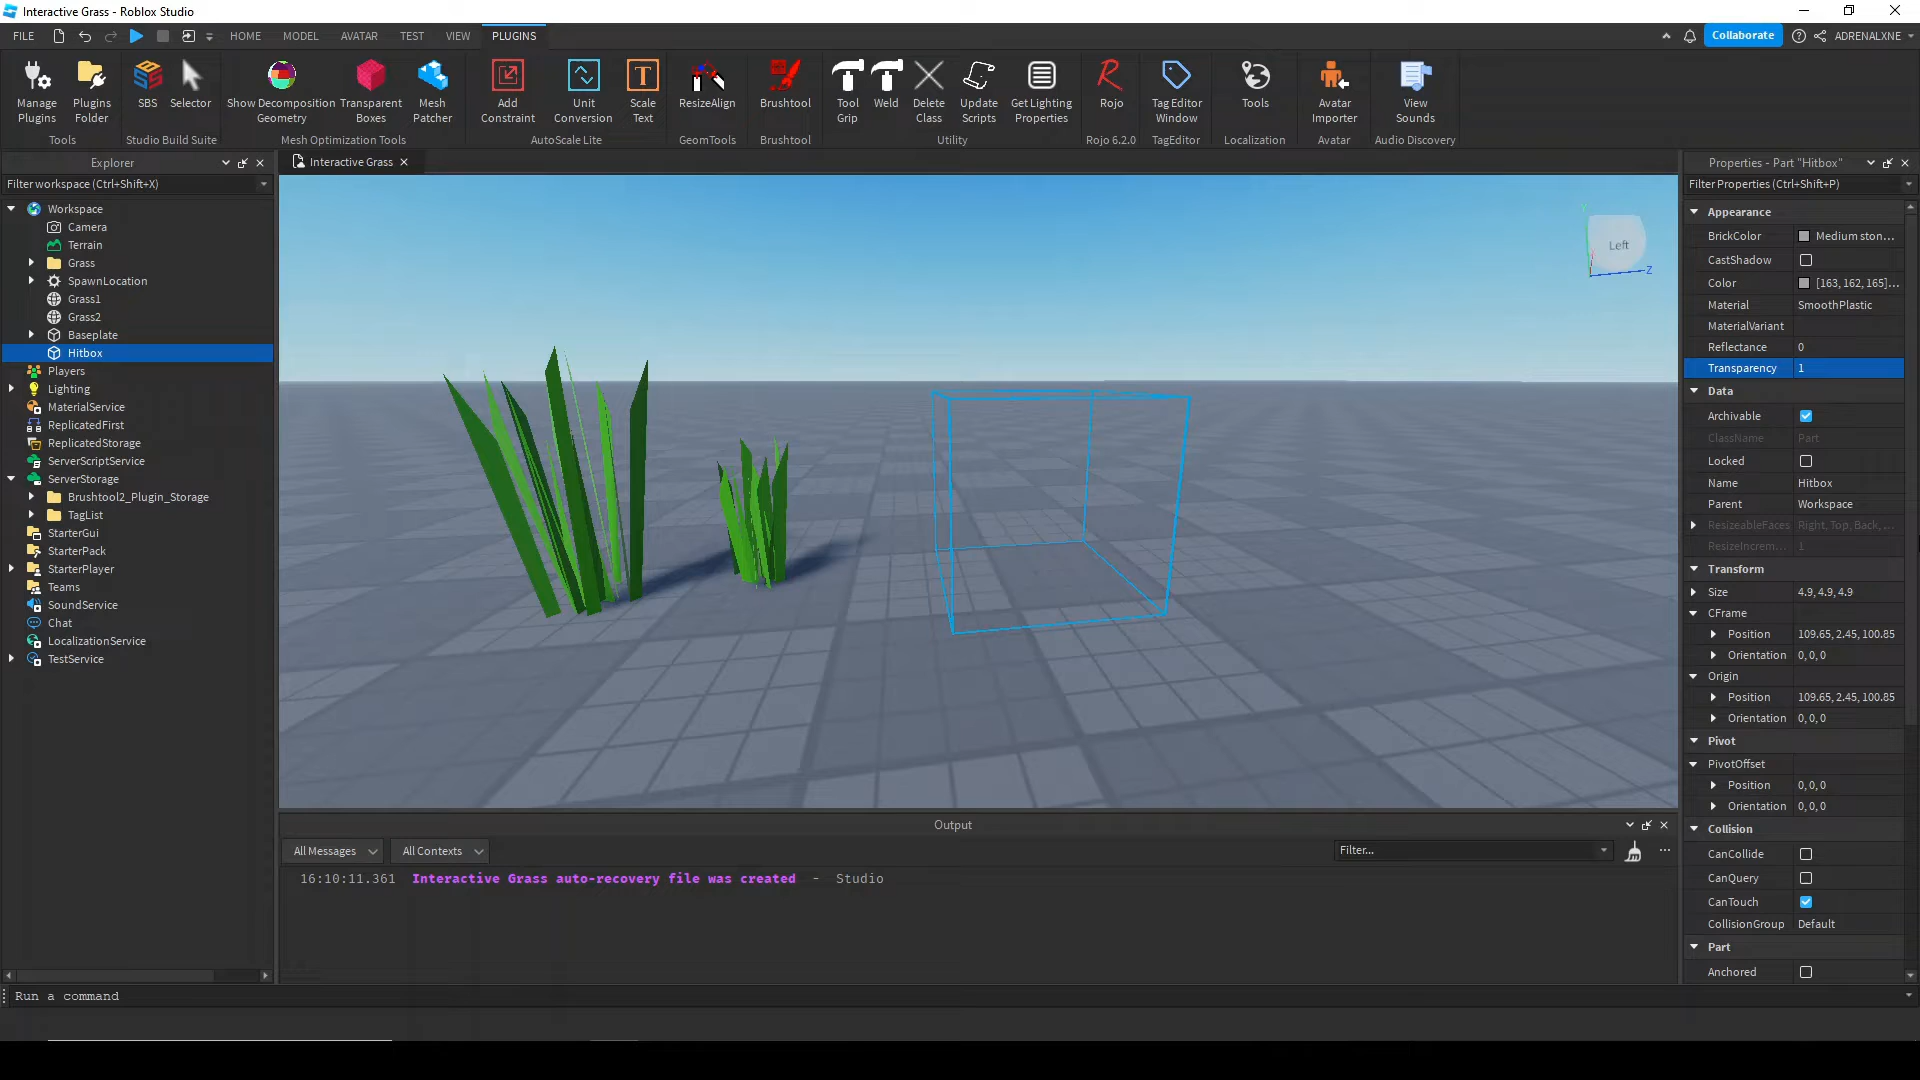 Interactive Grass - Roblox Studio
FILE HOME MODEL AVATAR TEST VIEW PLUGINS Collaborate ADRENALXNE
Manage Plugins
Plugins Folder
Tools
SBS
Selector
Studio Build Suite
Show Decomposition Geometry
Transparent Boxes
Mesh Patcher
Mesh Optimization Tools
Add Constraint
Unit Conversion
Scale Text
AutoScale Lite
ResizeAlign
GeomTools
Brushtool
Brushtool
Tool Grip
Weld
Delete Class
Update Scripts
Get Lighting Properties
Utility
Rojo
Rojo 6.2.0
Tag Editor Window
TagEditor
Tools
Localization
Avatar Importer
Avatar
View Sounds
Audio Discovery
Explorer
Filter workspace (Ctrl+Shift+X)
Workspace
Camera
Terrain
Grass
SpawnLocation
Grass1
Grass2
Baseplate
Hitbox
Players
Lighting
MaterialService
ReplicatedFirst
ReplicatedStorage
ServerScriptService
ServerStorage
Brushtool2_Plugin_Storage
TagList
StarterGui
StarterPack
StarterPlayer
Teams
SoundService
Chat
LocalizationService
TestService
Interactive Grass
Left
Z
Output
All Messages
All Contexts
Filter...
16:10:11.361 Interactive Grass auto-recovery file was created - Studio
Properties - Part "Hitbox"
Filter Properties (Ctrl+Shift+P)
Appearance
BrickColor Medium ston...
CastShadow
Color [163, 162, 165]...
Material SmoothPlastic
MaterialVariant
Reflectance 0
Transparency 1
Data
Archivable
ClassName Part
Locked
Name Hitbox
Parent Workspace
ResizeableFaces Right, Top, Back, ...
ResizeIncrem... 1
Transform
Size 4.9, 4.9, 4.9
CFrame
Position 109.65, 2.45, 100.85
Orientation 0, 0, 0
Origin
Position 109.65, 2.45, 100.85
Orientation 0, 0, 0
Pivot
PivotOffset
Position 0, 0, 0
Orientation 0, 0, 0
Collision
CanCollide
CanQuery
CanTouch
CollisionGroup Default
Part
Anchored
Run a command